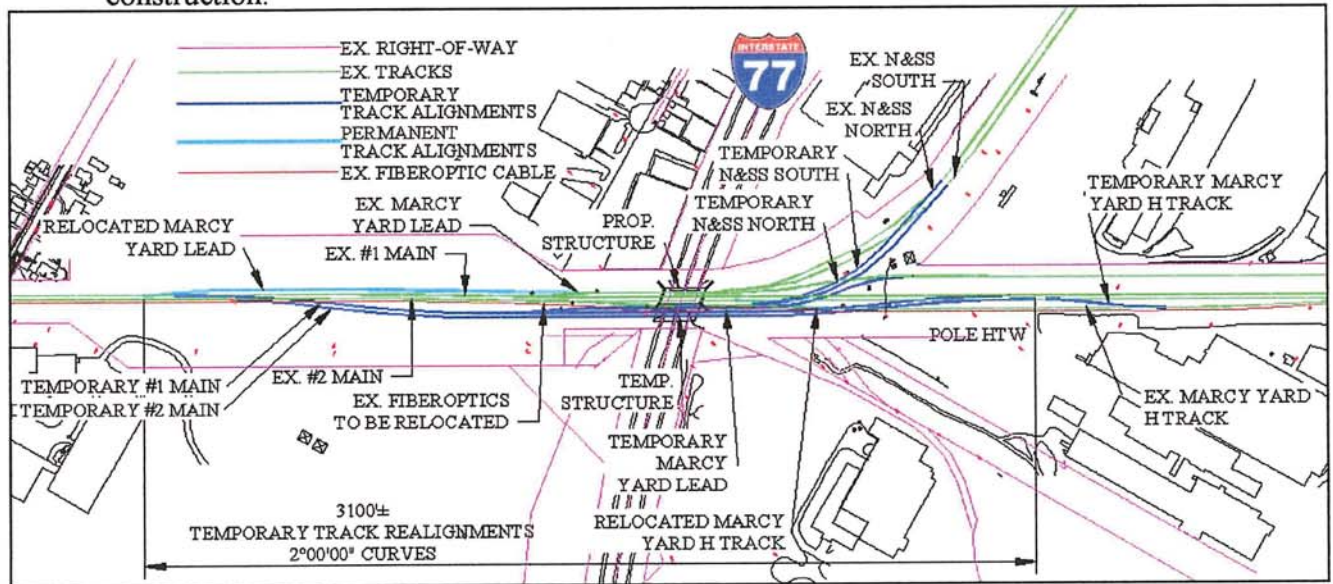 construction.
EX. RIGHT-OF-WAY
EX. TRACKS
TEMPORARY
TRACK ALIGNMENTS
PERMANENT
TRACK ALIGNMENTS
EX. FIBEROPTIC CABLE
INTERSTATE
77
EX. N&SS
SOUTH
EX. N&SS
NORTH
TEMPORARY
N&SS SOUTH
TEMPORARY
N&SS NORTH
TEMPORARY MARCY
YARD H TRACK
EX. MARCY
YARD LEAD
PROP.
STRUCTURE
RELOCATED MARCY
YARD LEAD
EX. #1 MAIN
POLE HTW
TEMPORARY #1 MAIN
TEMPORARY #2 MAIN
EX. #2 MAIN
EX. FIBEROPTICS
TO BE RELOCATED
TEMP.
STRUCTURE
TEMPORARY
MARCY
YARD LEAD
RELOCATED MARCY
YARD H TRACK
EX. MARCY YARD
H TRACK
3100'±
TEMPORARY TRACK REALIGNMENTS
2°00'00" CURVES